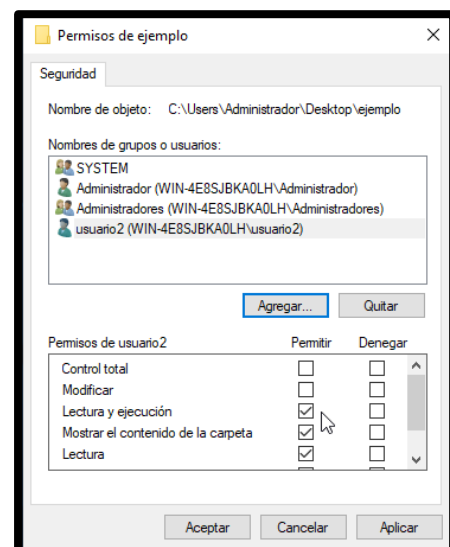 Permisos de ejemplo
Seguridad
Nombre de objeto: C:\Users\Administrador\Desktop\ejemplo
Nombres de grupos o usuarios:
SYSTEM
Administrador (WIN-4E8SJBKA0LH\Administrador)
Administradores (WIN-4E8SJBKA0LH\Administradores)
usuario2 (WIN-4E8SJBKA0LH\usuario2)
Agregar... Quitar
Permisos de usuario2 Permitir Denegar
Control total
Modificar
Lectura y ejecución
Mostrar el contenido de la carpeta
Lectura
Aceptar Cancelar Aplicar